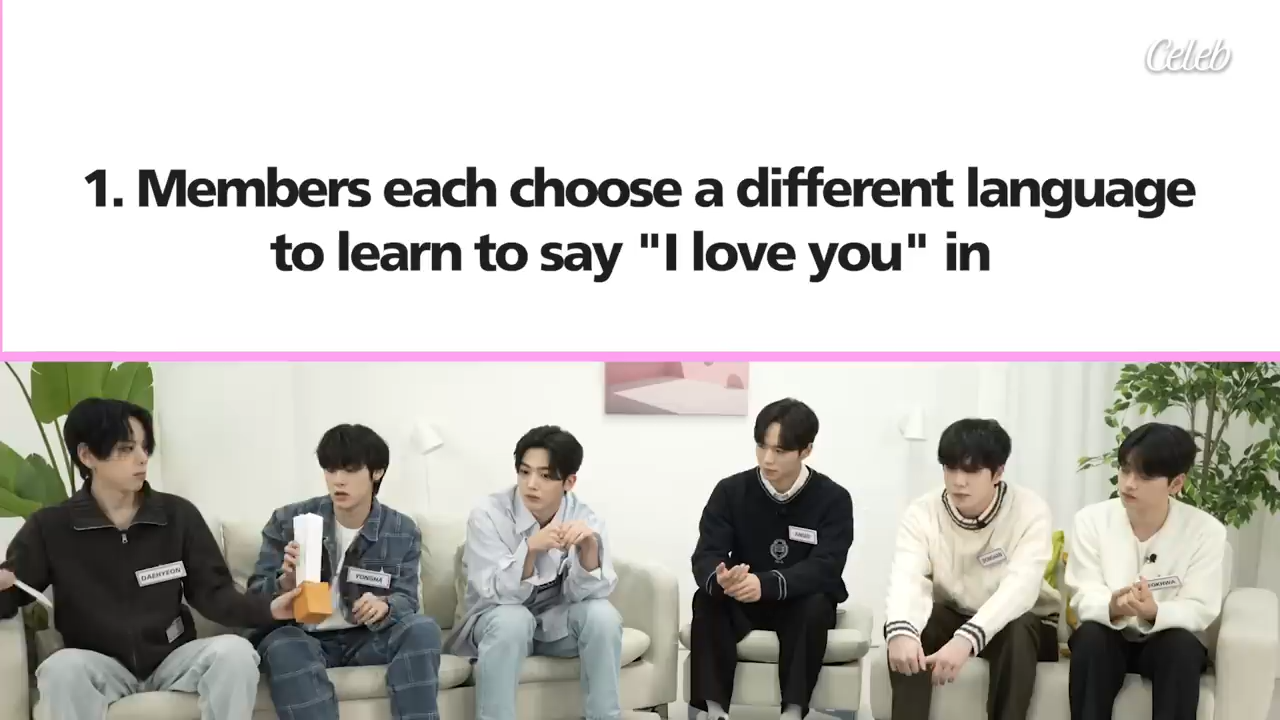 Celeb
1. Members each choose a different language
to learn to say "I love you" in
DAEHYEON
YONGHA